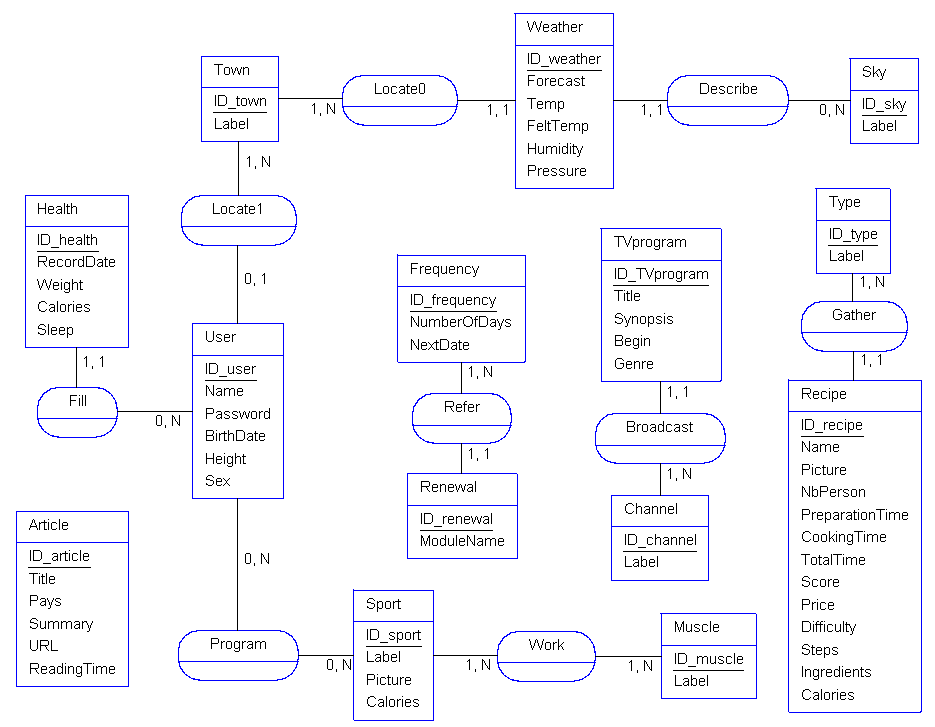 Weather
ID_weather
Forecast
Temp
FeltTemp
Humidity
Pressure
Town
ID_town
Label
Locate0
1, N
1, 1
Describe
1, 1
0, N
Sky
ID_sky
Label
1, N
Locate1
0, 1
Health
ID_health
RecordDate
Weight
Calories
Sleep
1, 1
Fill
0, N
User
ID_user
Name
Password
BirthDate
Height
Sex
0, N
Frequency
ID_frequency
NumberOfDays
NextDate
1, N
Refer
1, 1
Renewal
ID_renewal
ModuleName
TVprogram
ID_TVprogram
Title
Synopsis
Begin
Genre
1, 1
Broadcast
1, N
Channel
ID_channel
Label
Type
ID_type
Label
1, N
Gather
1, 1
Recipe
ID_recipe
Name
Picture
NbPerson
PreparationTime
CookingTime
TotalTime
Score
Price
Difficulty
Steps
Ingredients
Calories
Article
ID_article
Title
Pays
Summary
URL
ReadingTime
Program
0, N
Sport
ID_sport
Label
Picture
Calories
1, N
Work
1, N
Muscle
ID_muscle
Label